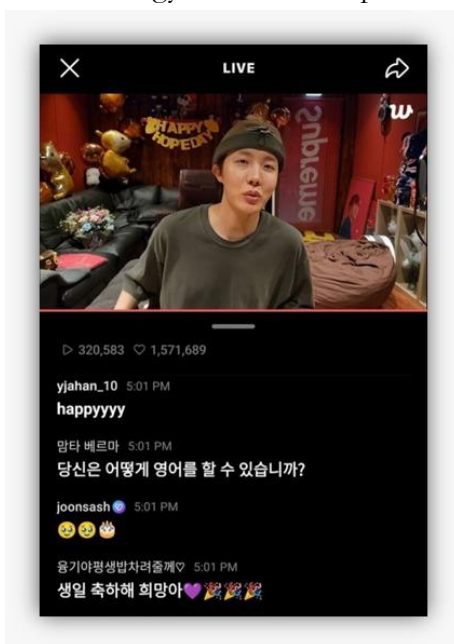 LIVE
HAPPY
HOPEDAY
Supreme
w
▷ 320,583 ♡ 1,571,689
yjahan_10 5:01 PM
happyyyy
맘타 베르마 5:01 PM
당신은 어떻게 영어를 할 수 있습니까?
joonsash 5:01 PM
🥹🥹🎂
융기야평생밥차려줄께♡ 5:01 PM
생일 축하해 희망아💜🎉🎉🎉